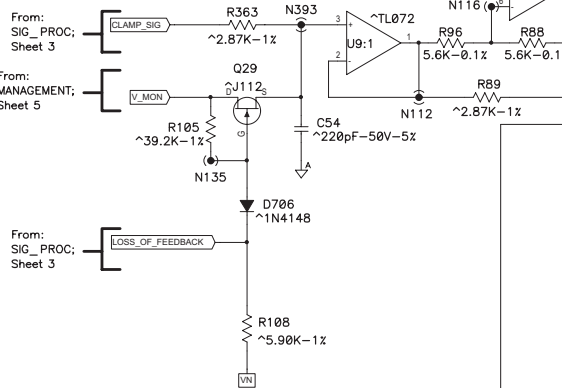 From:
SIG_PROC;
Sheet 3
CLAMP_SIG
R363
^2.87K-1%
N393
3
+
^TL072
U9:1
1
2
-
N116
6
-
R96
5.6K-0.1%
R88
5.6K-0.1
From:
MANAGEMENT;
Sheet 5
V_MON
Q29
^J112
D
S
G
R105
^39.2K-1%
N135
C54
^220pF-50V-5%
A
N112
R89
^2.87K-1%
D706
^1N4148
From:
SIG_PROC;
Sheet 3
LOSS_OF_FEEDBACK
R108
^5.90K-1%
VN